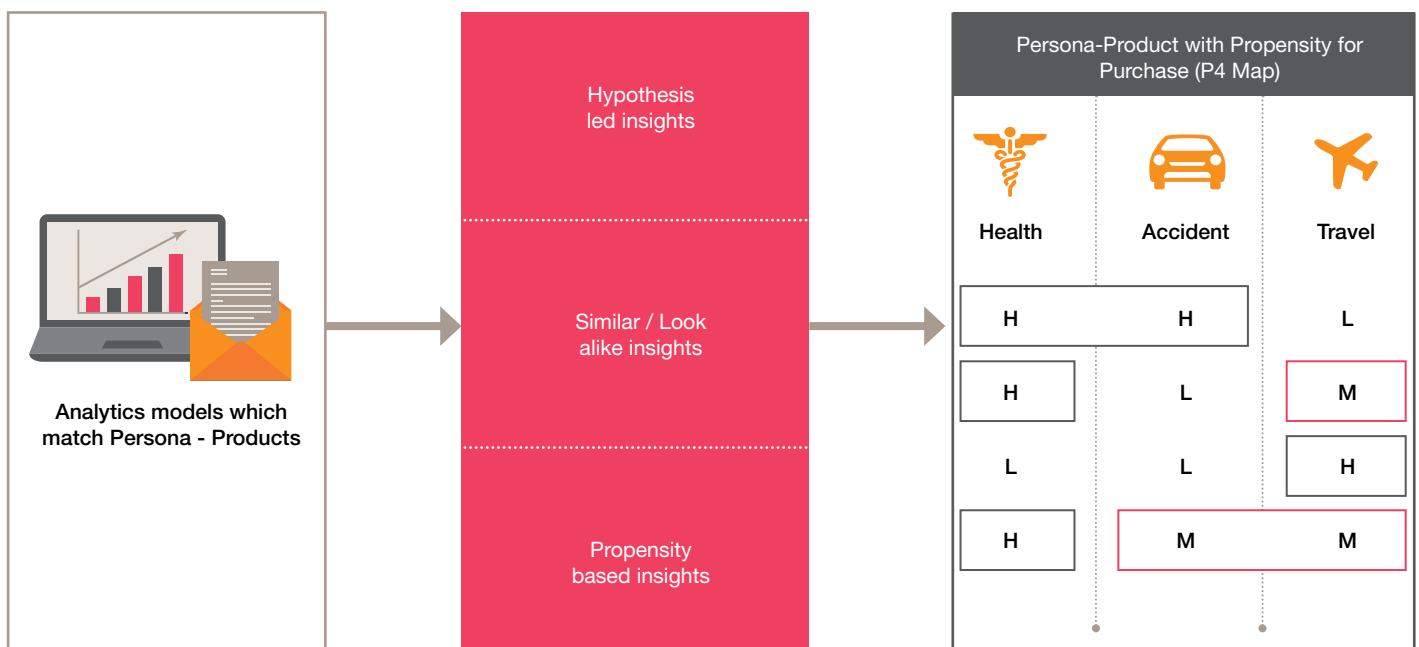 Analytics models which
match Persona - Products
Hypothesis
led insights
Similar / Look
alike insights
Propensity
based insights
Persona-Product with Propensity for
Purchase (P4 Map)
Health Accident Travel
H H L
H L M
L L H
H M M